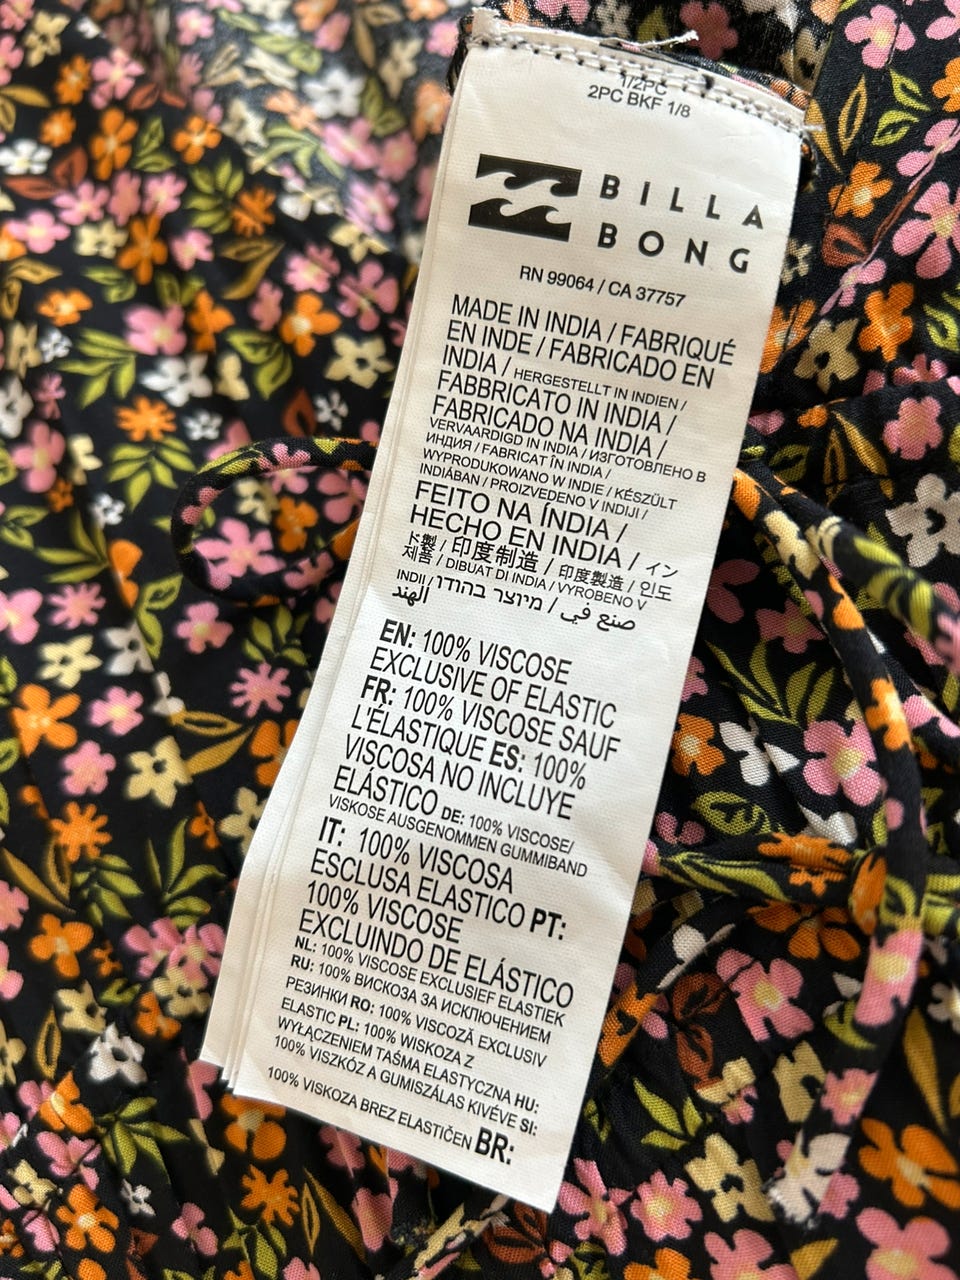 1/2PC
2PC BKF 1/8
BILLA
BONG
RN 99064 / CA 37757
MADE IN INDIA / FABRIQUÉ
EN INDE / FABRICADO EN
INDIA / HERGESTELLT IN INDIEN /
FABBRICATO IN INDIA /
FABRICADO NA INDIA /
VERVAARDIGD IN INDIA / ИЗГОТОВЛЕНО В
ИНДИЯ / FABRICAT ÎN INDIA /
WYPRODUKOWANO W INDIE / KÉSZÜLT
INDIÁBAN / PROIZVEDENO V INDIJI /
FEITO NA ÍNDIA /
HECHO EN INDIA / イン
ド製 / 印度制造 / 印度製造 / 인도
제품 / DIBUAT DI INDIA / VYROBENO V
INDII / מיוצר בהודו / صنع في
الهند
EN: 100% VISCOSE
EXCLUSIVE OF ELASTIC
FR: 100% VISCOSE SAUF
L'ÉLASTIQUE ES: 100%
VISCOSA NO INCLUYE
ELÁSTICO DE: 100% VISCOSE/
VISKOSE AUSGENOMMEN GUMMIBAND
IT: 100% VISCOSA
ESCLUSA ELASTICO PT:
100% VISCOSE
EXCLUINDO DE ELÁSTICO
NL: 100% VISCOSE EXCLUSIEF ELASTIEK
RU: 100% ВИСКОЗА ЗА ИСКЛЮЧЕНИЕМ
РЕЗИНКИ RO: 100% VISCOZĂ EXCLUSIV
ELASTIC PL: 100% WISKOZA Z
WYŁĄCZENIEM TAŚMA ELASTYCZNA HU:
100% VISZKÓZ A GUMISZÁLAS KIVÉVE SI:
100% VISKOZA BREZ ELASTIČEN BR: